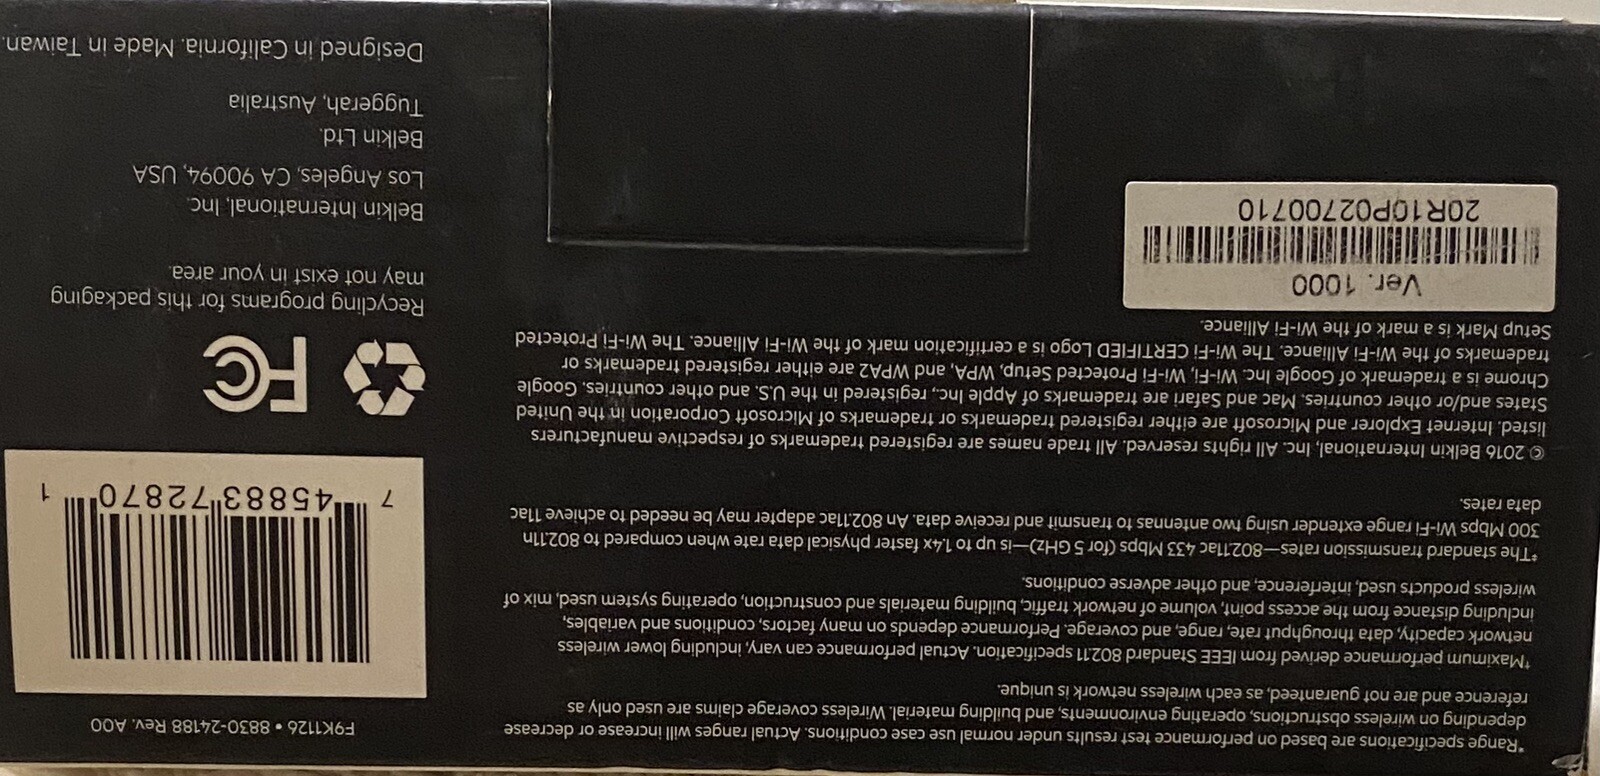 *Range specifications are based on performance test results under normal use case conditions. Actual ranges will increase or decrease
depending on wireless obstructions, operating environments, and building material. Wireless coverage claims are used only as
reference and are not guaranteed, as each wireless network is unique.
†Maximum performance derived from IEEE Standard 802.11 specification. Actual performance can vary, including lower wireless
network capacity, data throughput rate, range, and coverage. Performance depends on many factors, conditions and variables,
including distance from the access point, volume of network traffic, building materials and construction, operating system used, mix of
wireless products used, interference, and other adverse conditions.
‡The standard transmission rates—802.11ac 433 Mbps (for 5 GHz)—is up to 1.4x faster physical data rate when compared to 802.11n
300 Mbps Wi-Fi range extender using two antennas to transmit and receive data. An 802.11ac adapter may be needed to achieve 11ac
data rates.
© 2016 Belkin International, Inc. All rights reserved. All trade names are registered trademarks of respective manufacturers
listed. Internet Explorer and Microsoft are either registered trademarks or trademarks of Microsoft Corporation in the United
States and/or other countries. Mac and Safari are trademarks of Apple Inc., registered in the U.S. and other countries. Google
Chrome is a trademark of Google Inc. Wi-Fi, Wi-Fi Protected Setup, WPA, and WPA2 are either registered trademarks or
trademarks of the Wi-Fi Alliance. The Wi-Fi CERTIFIED Logo is a certification mark of the Wi-Fi Alliance. The Wi-Fi Protected
Setup Mark is a mark of the Wi-Fi Alliance.
Ver. 1000
20R10P02700710
F9K1126 • 8830-24188 Rev. A00
7 45883 72870 1
FC
Recycling programs for this packaging
may not exist in your area.
Belkin International, Inc.
Los Angeles, CA 90094, USA
Belkin Ltd.
Tuggerah, Australia
Designed in California. Made in Taiwan.